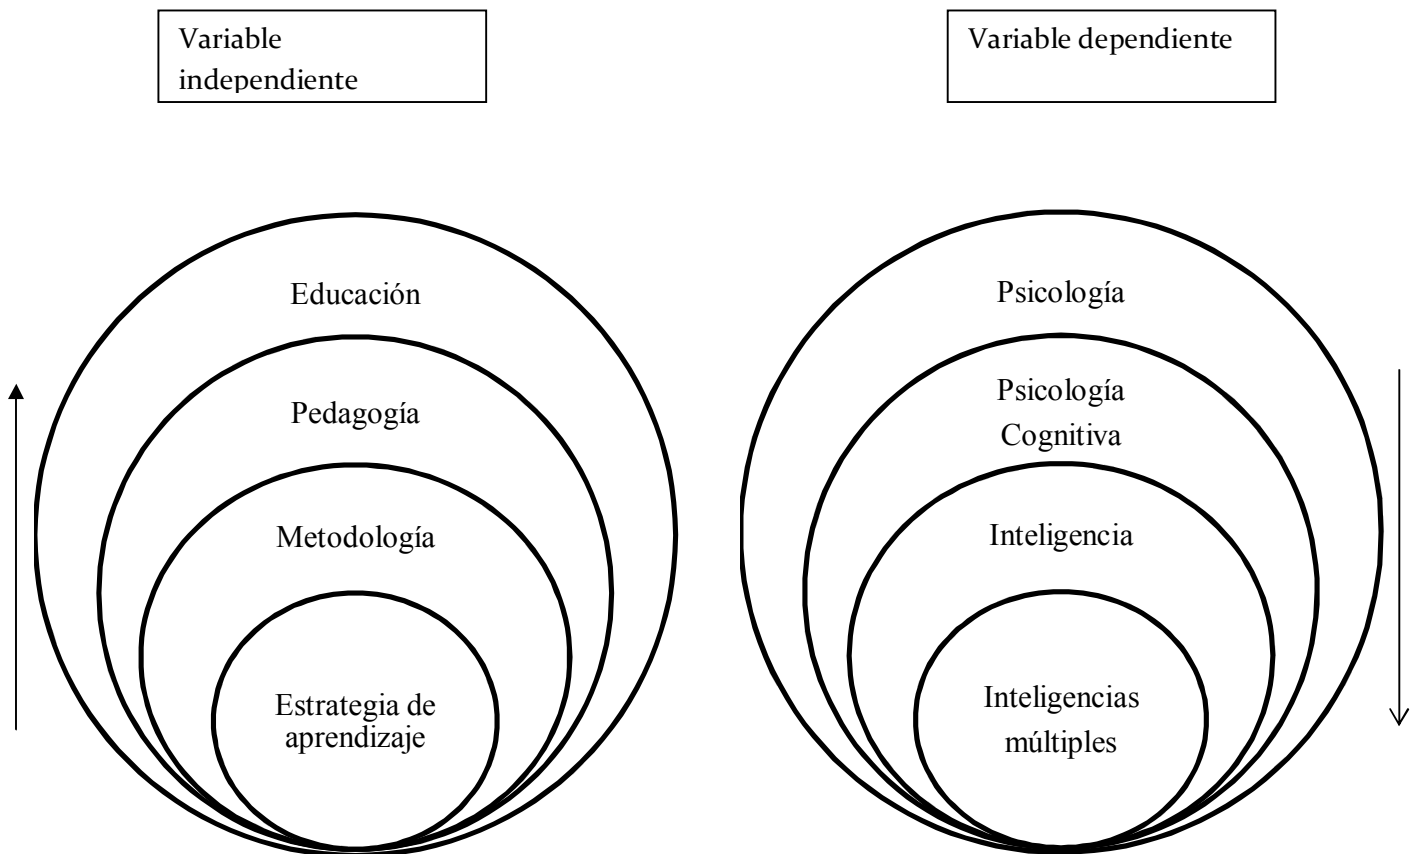 Variable
independiente
Variable dependiente
Educación
Pedagogía
Metodología
Estrategia de
aprendizaje
Psicología
Psicología
Cognitiva
Inteligencia
Inteligencias
múltiples